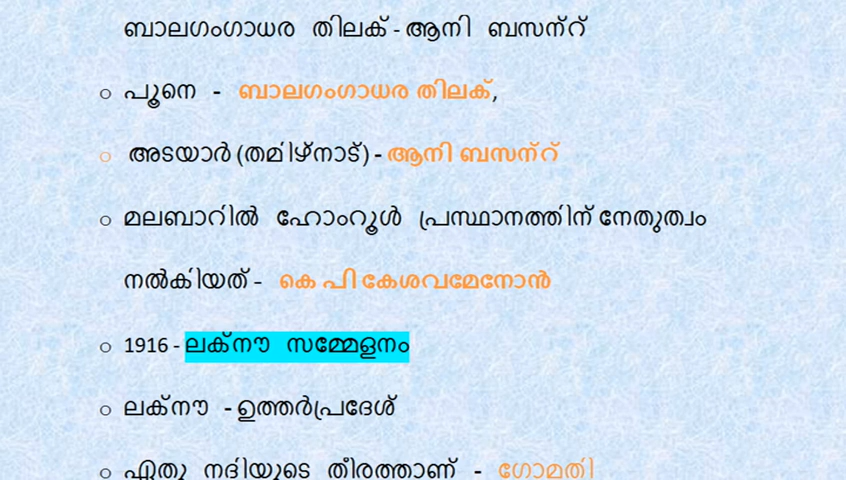 ബാലഗംഗാധര തിലക് - ആനി ബസന്റ്
○ പൂനെ - ബാലഗംഗാധര തിലക്,
○ അടയാർ (തമിഴ്നാട്) - ആനി ബസന്റ്
○ മലബാറിൽ ഹോംറൂൾ പ്രസ്ഥാനത്തിന് നേതൃത്വം
നൽകിയത് - കെ പി കേശവമേനോൻ
○ 1916 - ലക്നൗ സമ്മേളനം
○ ലക്നൗ - ഉത്തർപ്രദേശ്
○ ഏതു നദിയുടെ തീരത്താണ് - ഗോമതി